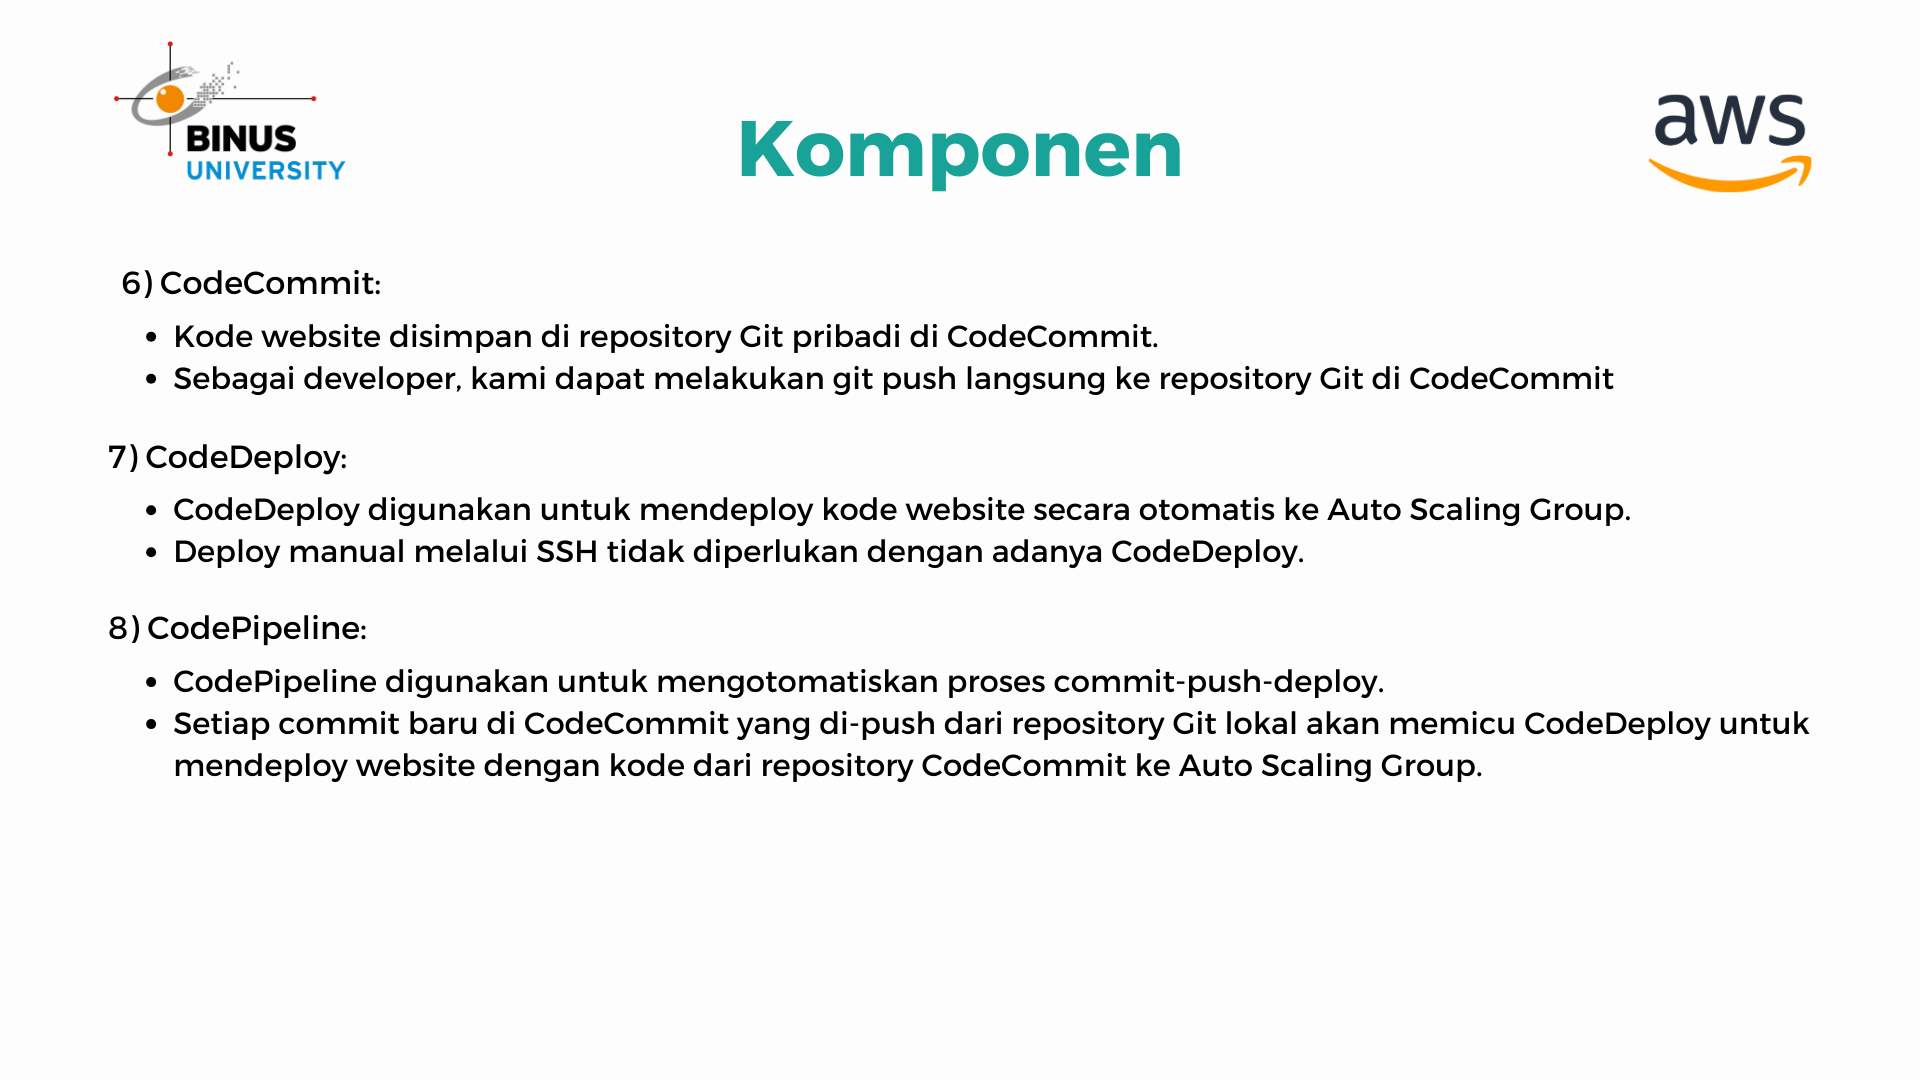 BINUS
UNIVERSITY
Komponen
aws
6) CodeCommit:
• Kode website disimpan di repository Git pribadi di CodeCommit.
• Sebagai developer, kami dapat melakukan git push langsung ke repository Git di CodeCommit
7) CodeDeploy:
• CodeDeploy digunakan untuk mendeploy kode website secara otomatis ke Auto Scaling Group.
• Deploy manual melalui SSH tidak diperlukan dengan adanya CodeDeploy.
8) CodePipeline:
• CodePipeline digunakan untuk mengotomatiskan proses commit-push-deploy.
• Setiap commit baru di CodeCommit yang di-push dari repository Git lokal akan memicu CodeDeploy untuk
mendeploy website dengan kode dari repository CodeCommit ke Auto Scaling Group.